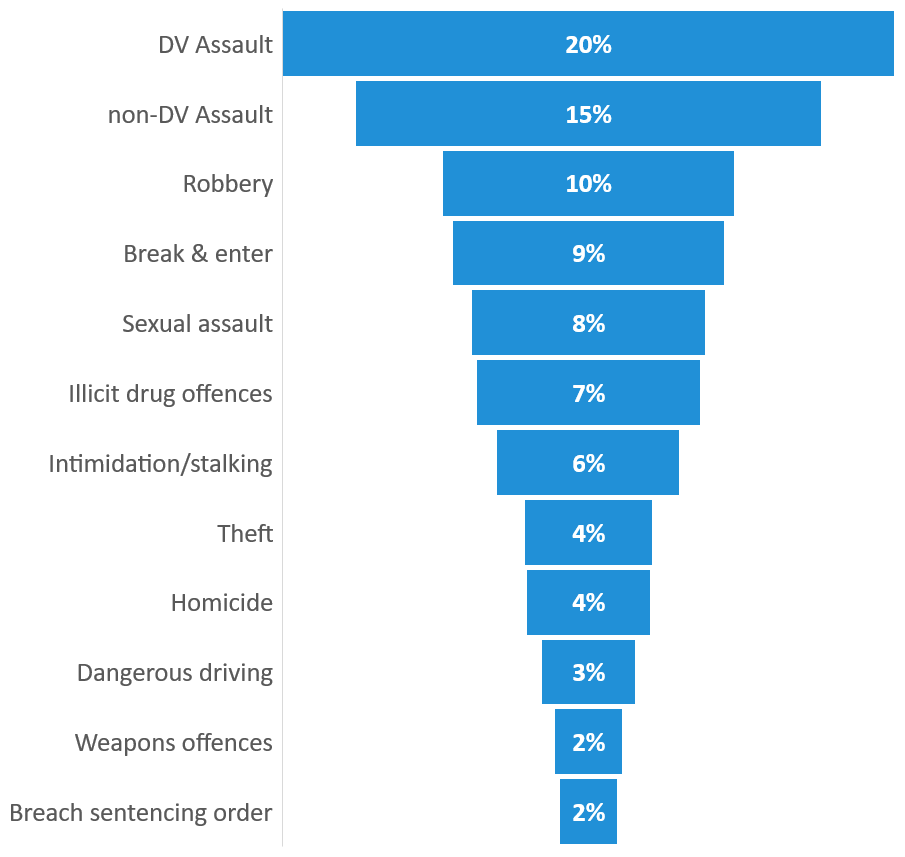 DV Assault 20%
non-DV Assault 15%
Robbery 10%
Break & enter 9%
Sexual assault 8%
Illicit drug offences 7%
Intimidation/stalking 6%
Theft 4%
Homicide 4%
Dangerous driving 3%
Weapons offences 2%
Breach sentencing order 2%